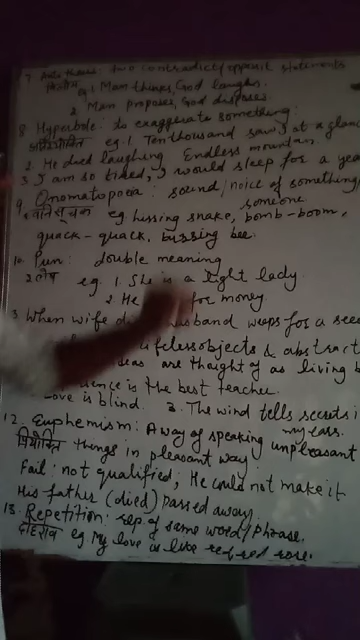 7. Antithesis: two contradict/opposit statements
eg. 1 Man thinks, God laughs.
2 Man proposes, God disposes
8. Hyperbole: to exaggerate something.
eg. 1. Ten thousand saw I at a glance
2. He died laughing Endless mountain.
3. I am so tired, I would sleep for a year
9. Onomatopoea: sound/noice of something/
someone
eg. hissing snake, bomb-boom,
quack-quack, buzzing bee.
10. Pun: double meaning
श्लेष eg. 1. She is a light lady.
2. He for money
3. When wife husband weeps for a
lifeless objects & abstract
ideas are thought of as living
is the best teacher.
Love is blind. 3. The wind tells secrets in
my ears.
12. Euphemism: A way of speaking unpleasant
things in pleasant way.
Fail: not qualified; He could not make it
His father (died) passed away.
13. Repetition: rep. of same word/phrase.
eg My love is like red red rose.